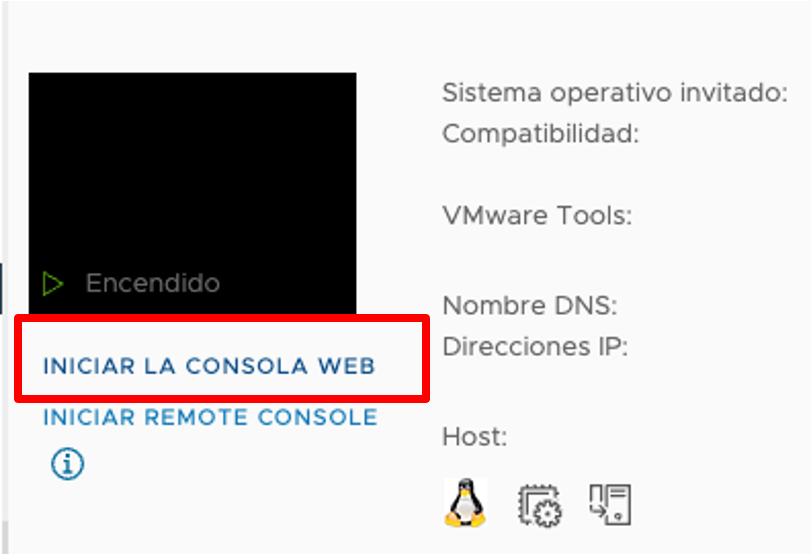 Encendido
INICIAR LA CONSOLA WEB
INICIAR REMOTE CONSOLE
Sistema operativo invitado:
Compatibilidad:
VMware Tools:
Nombre DNS:
Direcciones IP:
Host: